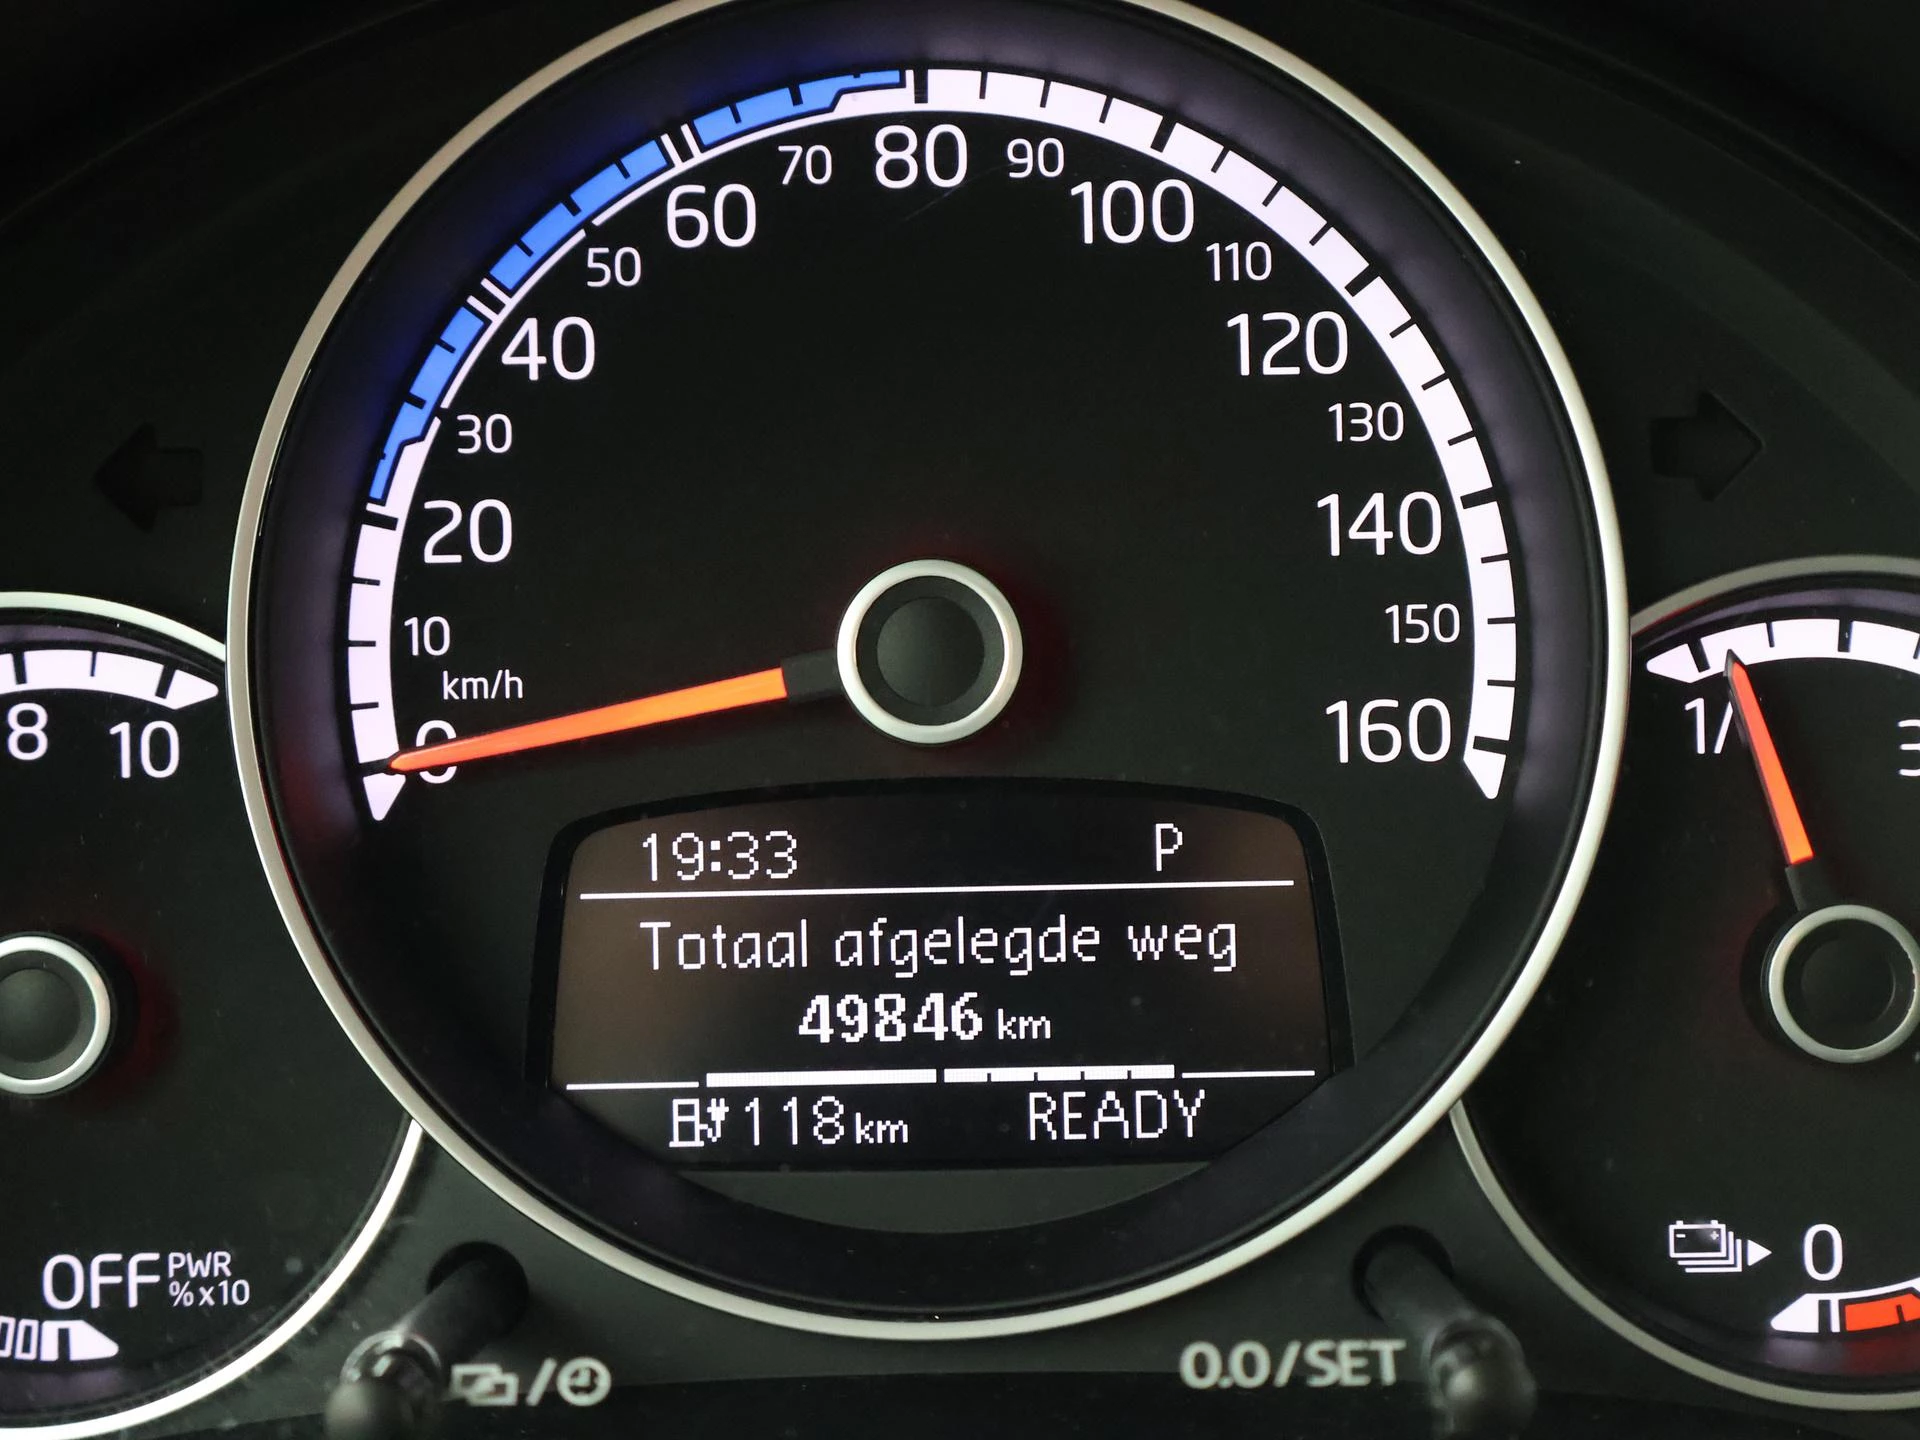 70 80 90
60 100
50 110
40 120
30 130
20 140
10 150
km/h
0 160
8 10
1/
19:33 P
Totaal afgelegde weg
49846 km
118 km READY
OFF PWR
%x10
0
0.0/SET